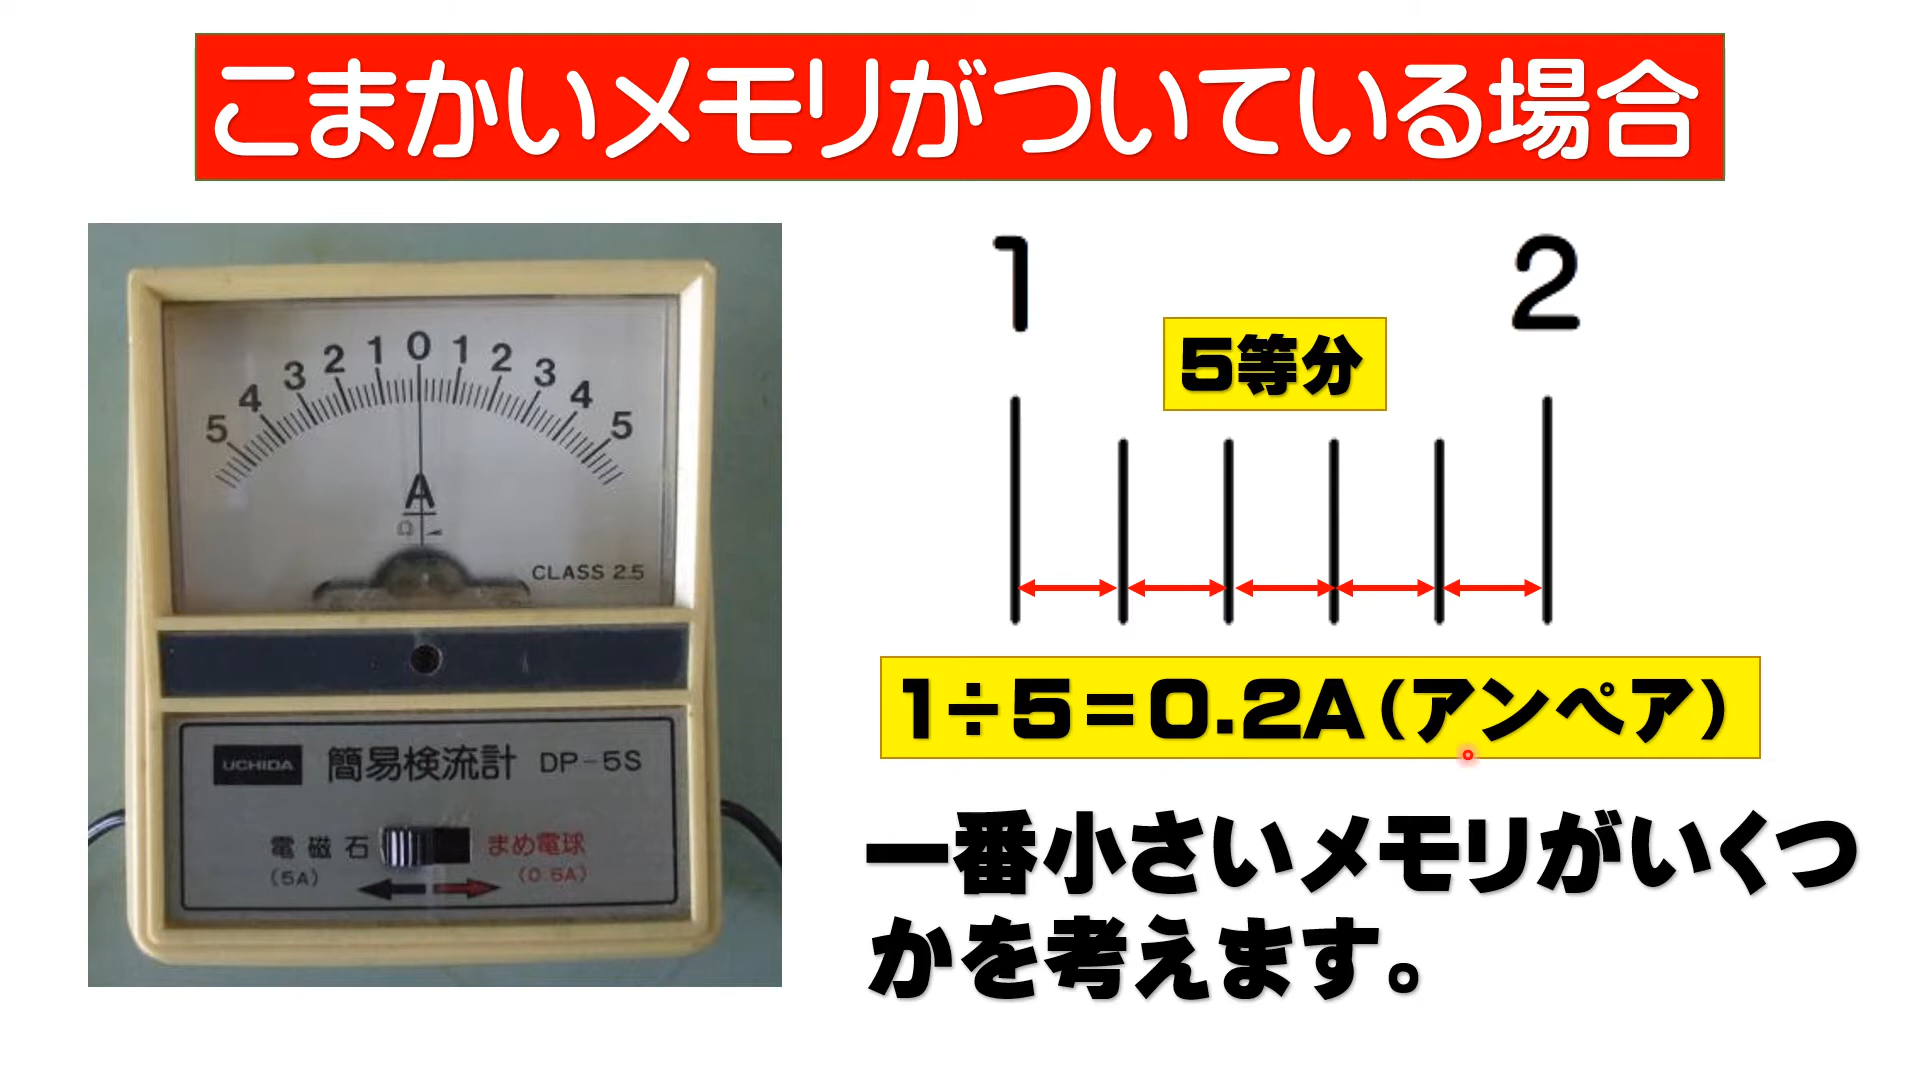 こまかいメモリがついている場合
5 4 3 2 1 0 1 2 3 4 5
A
Ω
CLASS 2.5
UCHIDA 簡易検流計 DP-5S
電磁石 まめ電球
(5A) (0.5A)
1 2
5等分
1÷5=0.2A(アンペア)
一番小さいメモリがいくつ
かを考えます。